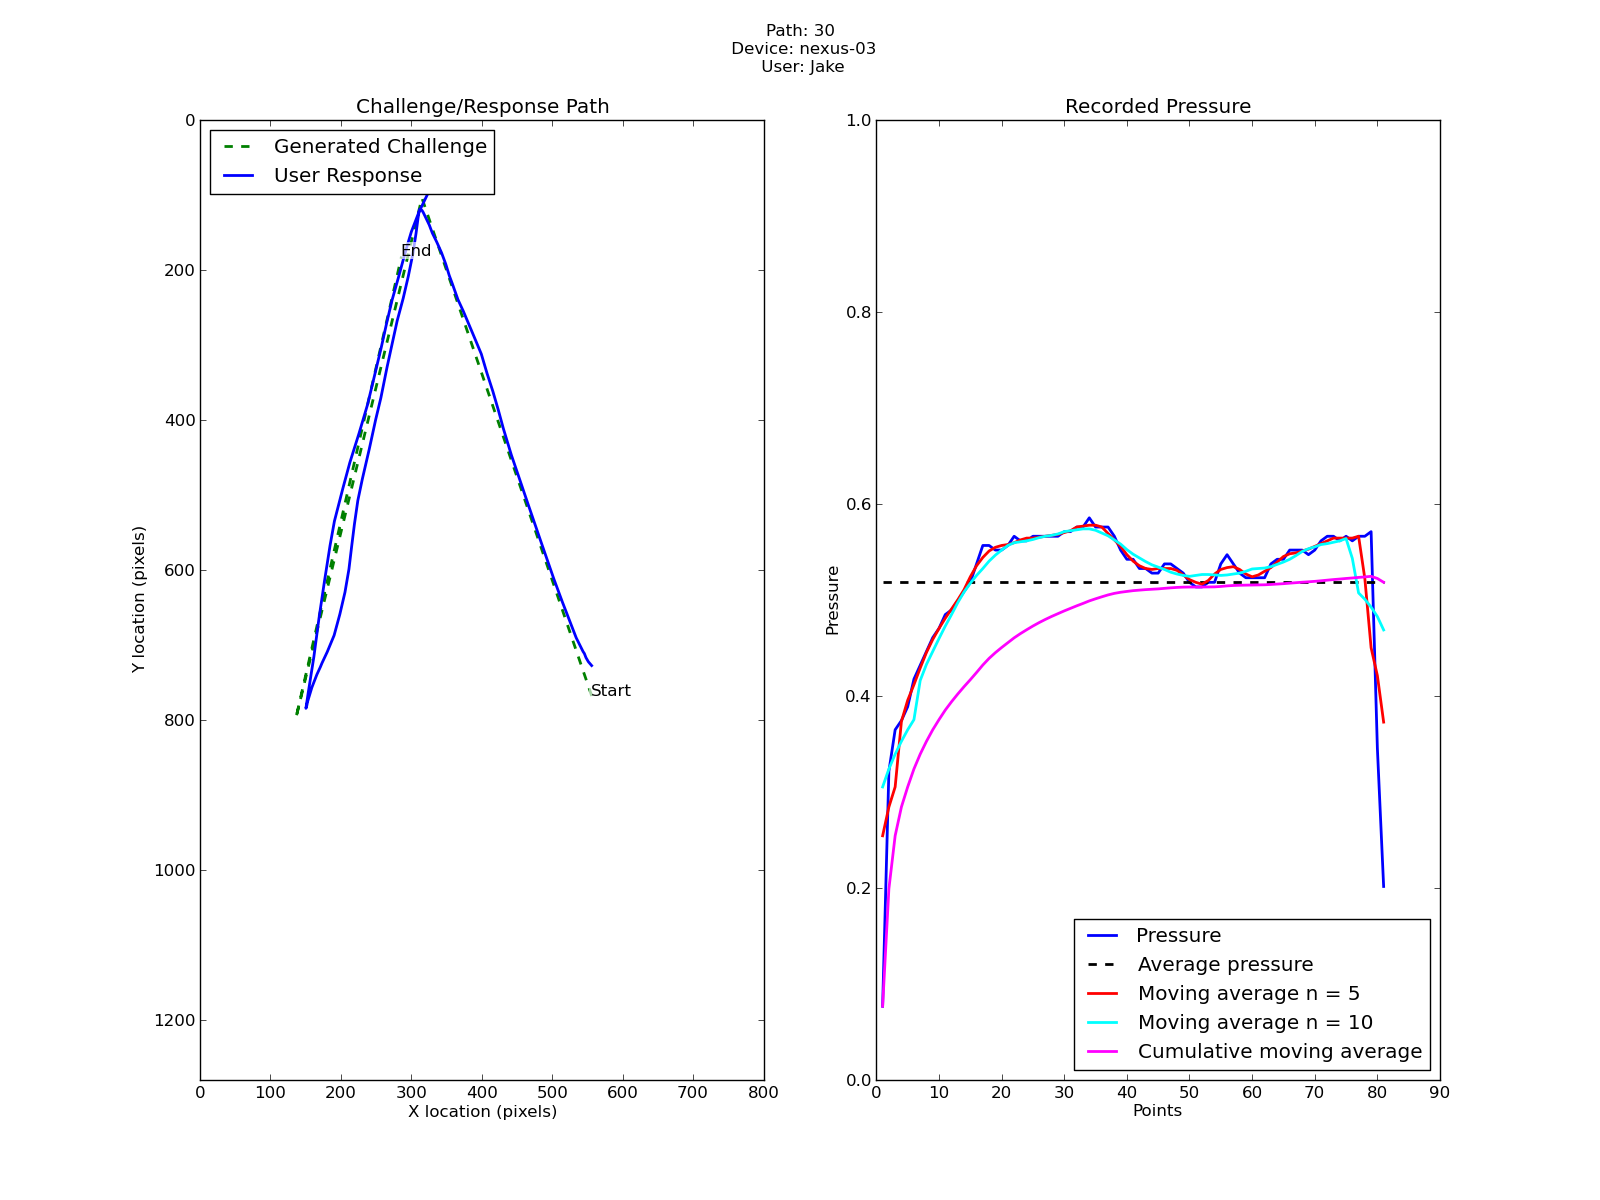 Path: 30
Device: nexus-03
User: Jake
Challenge/Response Path
Generated Challenge
User Response
End
Start
0
200
400
600
800
1000
1200
Y location (pixels)
0 100 200 300 400 500 600 700 800
X location (pixels)
Recorded Pressure
1.0
0.8
0.6
0.4
0.2
0.0
Pressure
Pressure
Average pressure
Moving average n = 5
Moving average n = 10
Cumulative moving average
0 10 20 30 40 50 60 70 80 90
Points